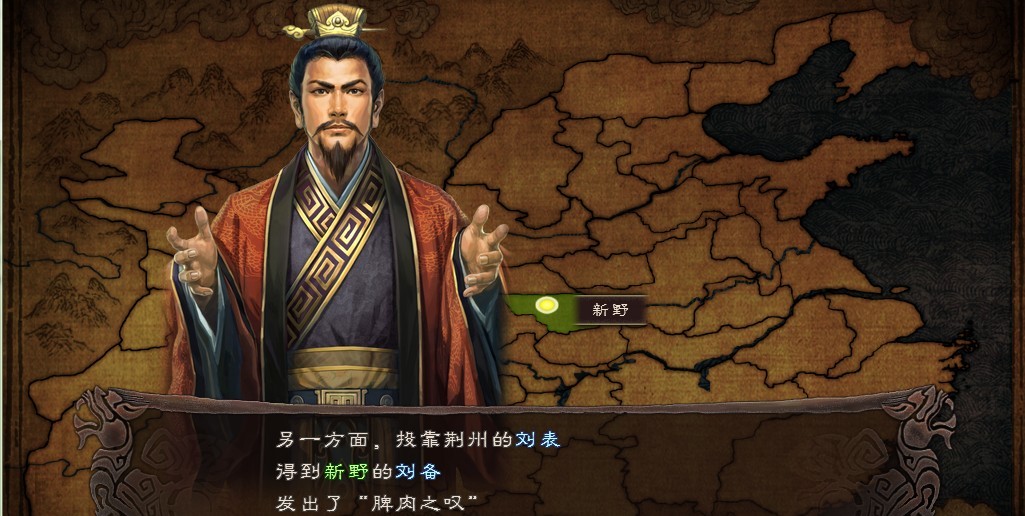 新野
另一方面，投靠荆州的刘表
得到新野的刘备
发出了“脾肉之叹”